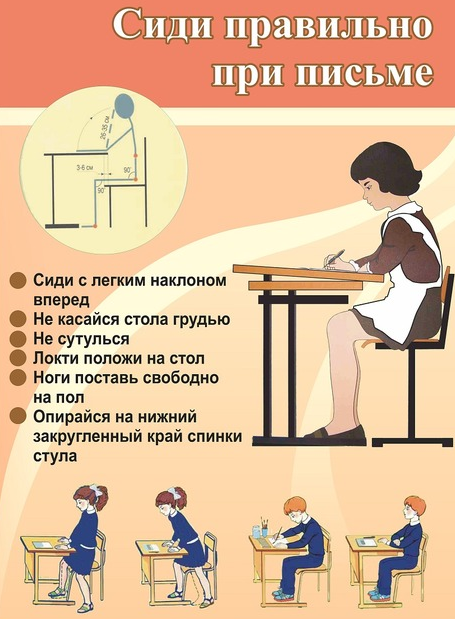 Сиди правильно
при письме
26-35 см
3-6 см
90°
90°
Сиди с легким наклоном
вперед
Не касайся стола грудью
Не сутулься
Локти положи на стол
Ноги поставь свободно
на пол
Опирайся на нижний
закругленный край спинки
стула